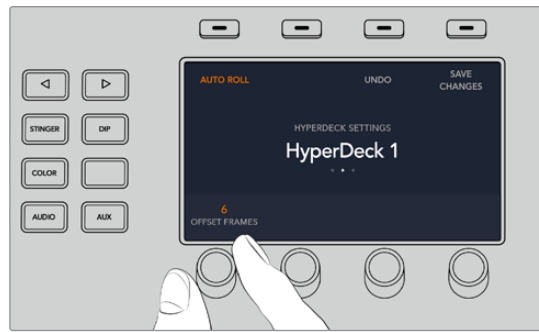 AUTO ROLL
UNDO
SAVE
CHANGES
HYPERDECK SETTINGS
HyperDeck 1
6
OFFSET FRAMES
STINGER
DIP
COLOR
AUDIO
AUX